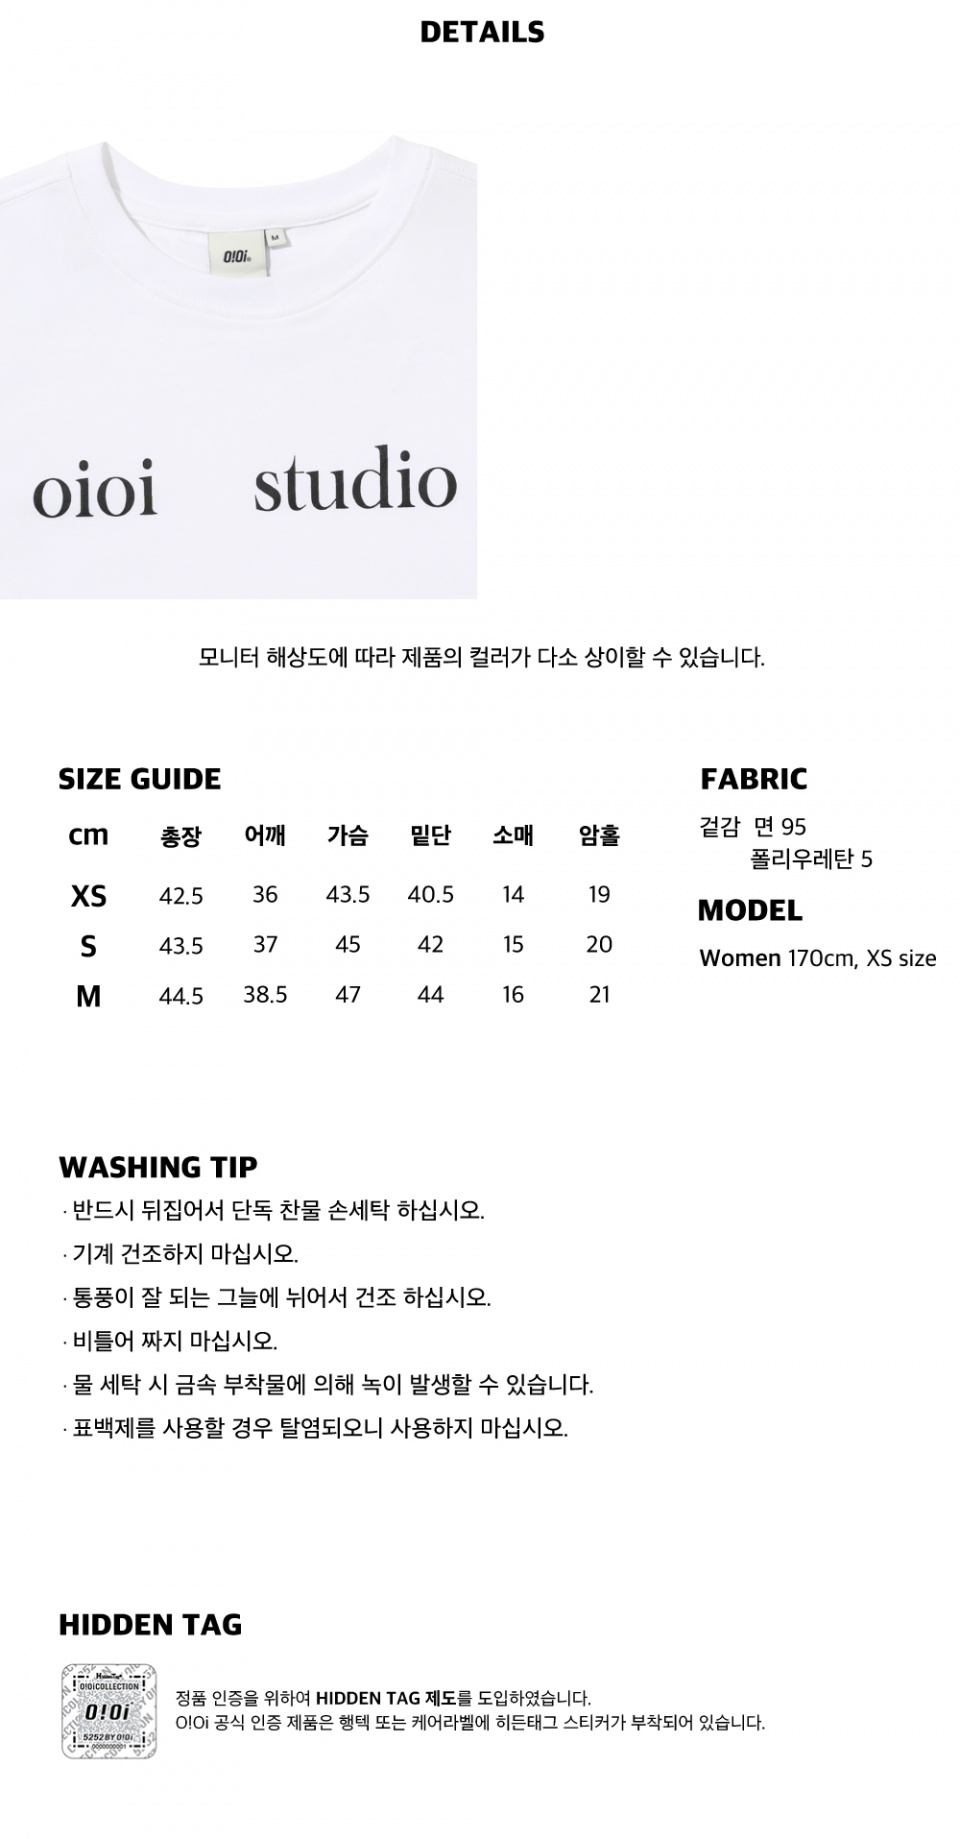 DETAILS
O!Oi
M
oioi studio
모니터 해상도에 따라 제품의 컬러가 다소 상이할 수 있습니다.
SIZE GUIDE
cm 총장 어깨 가슴 밑단 소매 암홀
XS 42.5 36 43.5 40.5 14 19
S 43.5 37 45 42 15 20
M 44.5 38.5 47 44 16 21
FABRIC
겉감 면 95
폴리우레탄 5
MODEL
Women 170cm, XS size
WASHING TIP
· 반드시 뒤집어서 단독 찬물 손세탁 하십시오.
· 기계 건조하지 마십시오.
· 통풍이 잘 되는 그늘에 뉘어서 건조 하십시오.
· 비틀어 짜지 마십시오.
· 물 세탁 시 금속 부착물에 의해 녹이 발생할 수 있습니다.
· 표백제를 사용할 경우 탈염되오니 사용하지 마십시오.
HIDDEN TAG
HiddenTag
O!OiCOLLECTION
O!Oi
5252 BY O!Oi
정품 인증을 위하여 HIDDEN TAG 제도를 도입하였습니다.
O!Oi 공식 인증 제품은 행텍 또는 케어라벨에 히든태그 스티커가 부착되어 있습니다.